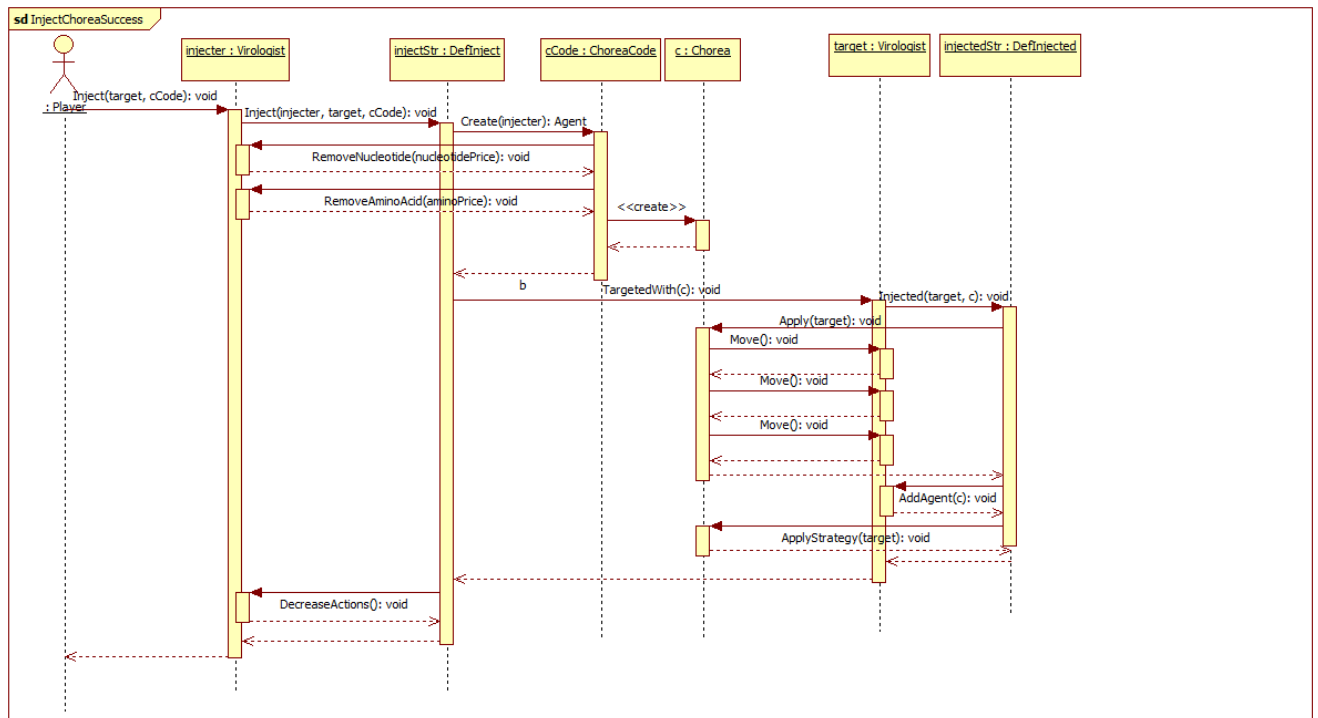 sd InjectChoreaSuccess
injecter : Virologist
injectStr : DefInject
cCode : ChoreaCode
c : Chorea
target : Virologist
injectedStr : DefInjected
: Player
Inject(target, cCode): void
Inject(injecter, target, cCode): void
Create(injecter): Agent
RemoveNucleotide(nucleotidePrice): void
RemoveAminoAcid(aminoPrice): void
<<create>>
b
TargetedWith(c): void
Injected(target, c): void
Apply(target): void
Move(): void
Move(): void
Move(): void
AddAgent(c): void
ApplyStrategy(target): void
DecreaseActions(): void